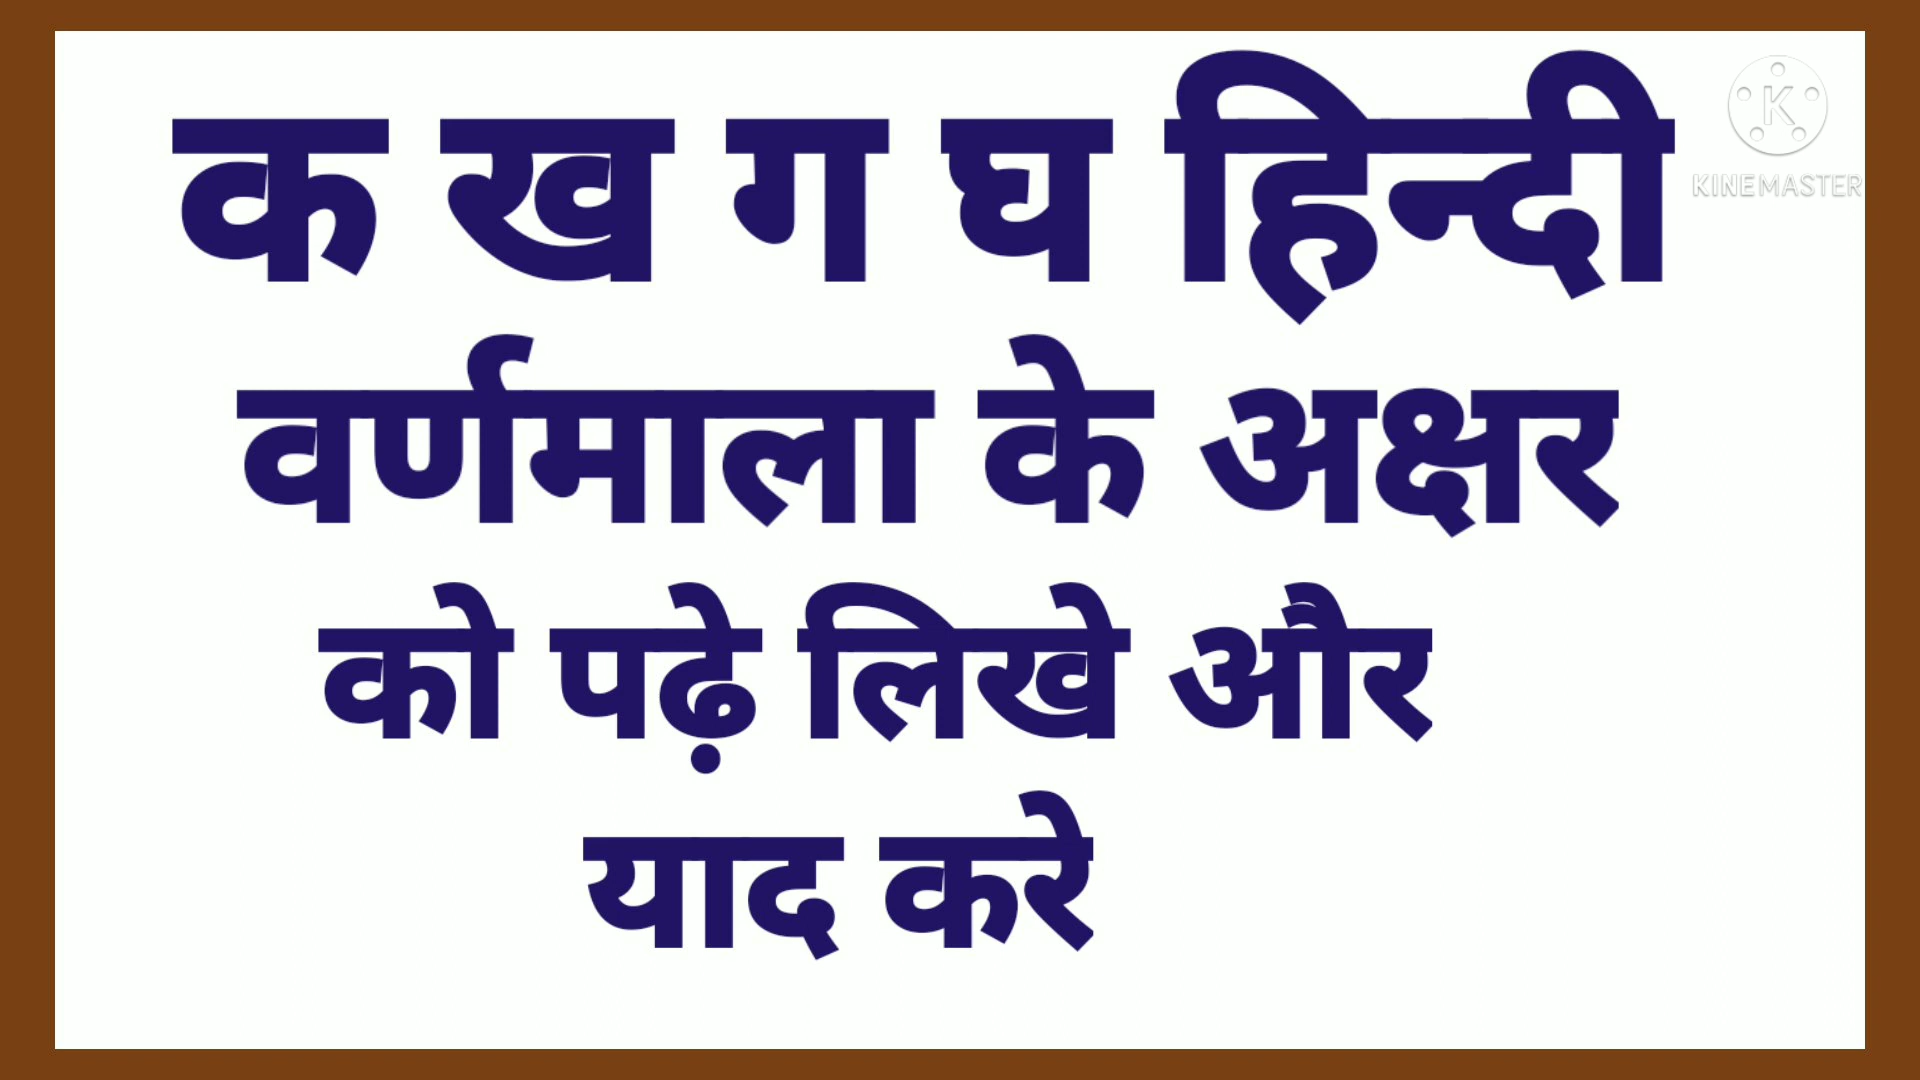 क ख ग घ हिन्दी
वर्णमाला के अक्षर
को पढ़े लिखे और
याद करे
K
KINEMASTER